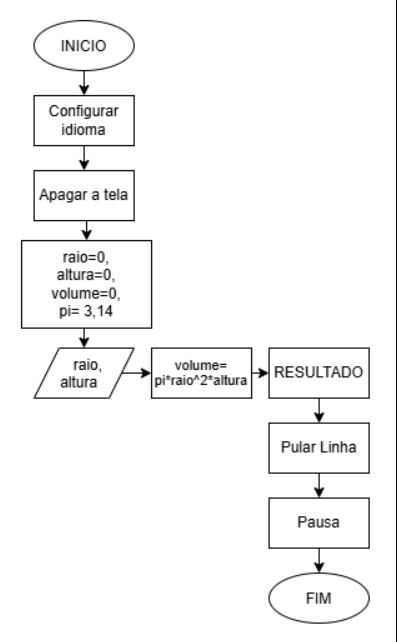 INICIO
Configurar
idioma
Apagar a tela
raio=0,
altura=0,
volume=0,
pi= 3,14
raio,
altura
volume=
pi*raio^2*altura
RESULTADO
Pular Linha
Pausa
FIM